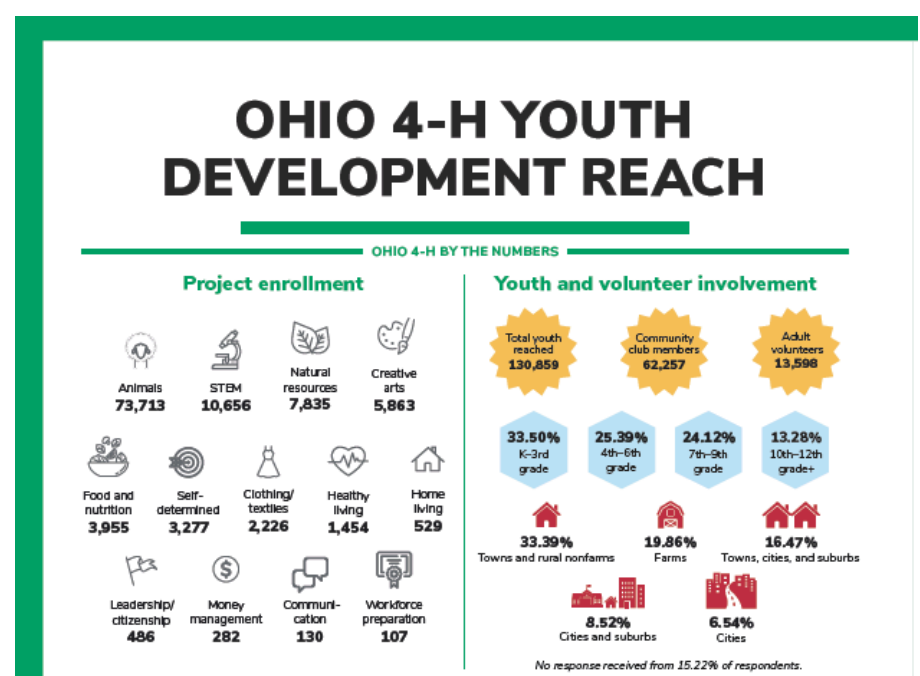 OHIO 4-H YOUTH
DEVELOPMENT REACH
OHIO 4-H BY THE NUMBERS
Project enrollment
Animals
73,713
STEM
10,656
Natural
resources
7,835
Creative
arts
5,863
Food and
nutrition
3,955
Self-
determined
3,277
Clothing/
textiles
2,226
Healthy
living
1,454
Home
living
529
Leadership/
citizenship
486
Money
management
282
Communi-
cation
130
Workforce
preparation
107
Youth and volunteer involvement
Total youth
reached
130,859
Community
club members
62,257
Adult
volunteers
13,598
33.50%
K–3rd
grade
25.39%
4th–6th
grade
24.12%
7th–9th
grade
13.28%
10th–12th
grade+
33.39%
Towns and rural nonfarms
19.86%
Farms
16.47%
Towns, cities, and suburbs
8.52%
Cities and suburbs
6.54%
Cities
No response received from 15.22% of respondents.